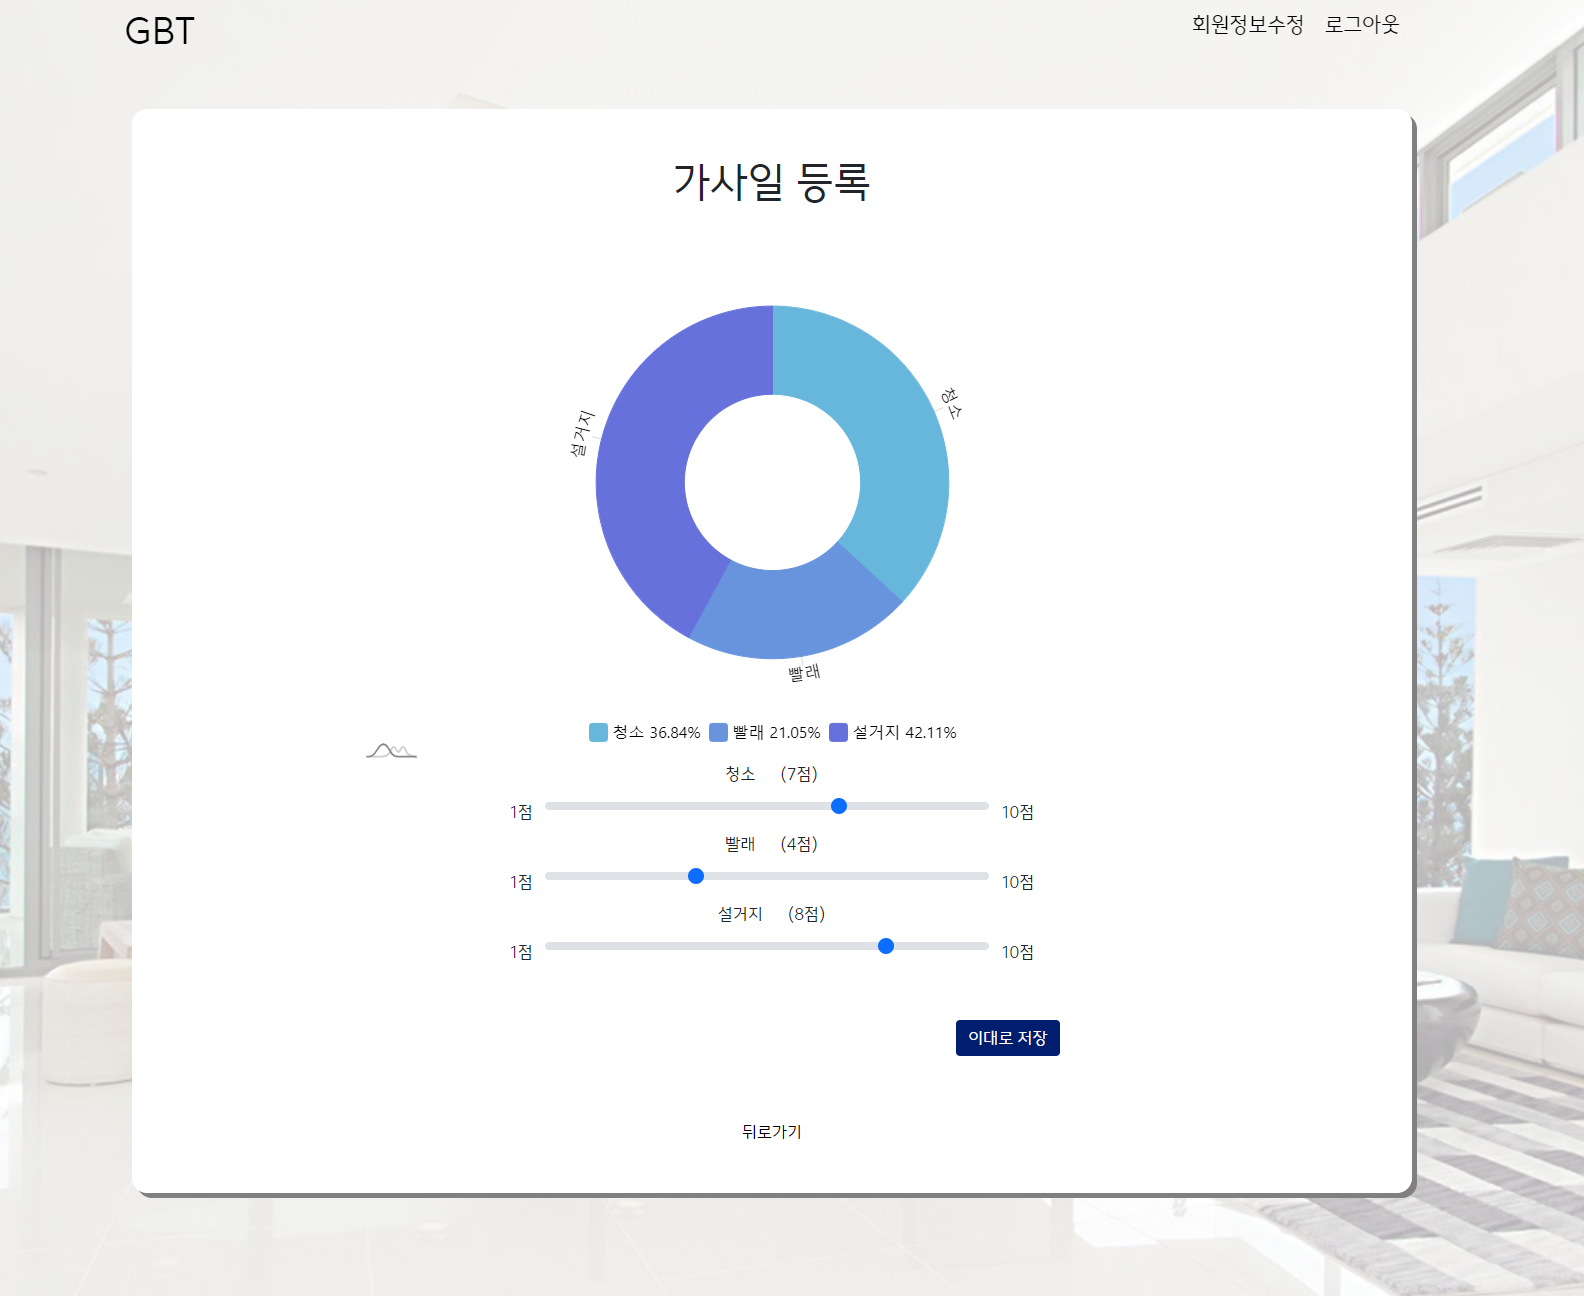 GBT
회원정보수정 로그아웃
가사일 등록
청소
설거지
빨래
청소 36.84% 빨래 21.05% 설거지 42.11%
청소 (7점)
1점 10점
빨래 (4점)
1점 10점
설거지 (8점)
1점 10점
이대로 저장
뒤로가기